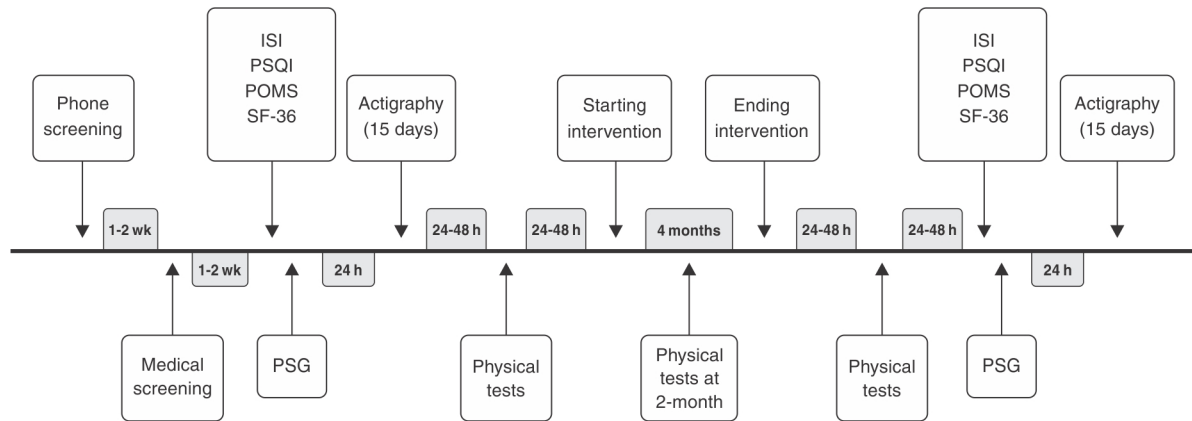 ISI
PSQI
POMS
SF-36
ISI
PSQI
POMS
SF-36
Phone
screening
Actigraphy
(15 days)
Starting
intervention
Ending
intervention
Actigraphy
(15 days)
1-2 wk
24-48 h
24-48 h
4 months
24-48 h
24-48 h
1-2 wk
24 h
24 h
Medical
screening
PSG
Physical
tests
Physical
tests at
2-month
Physical
tests
PSG